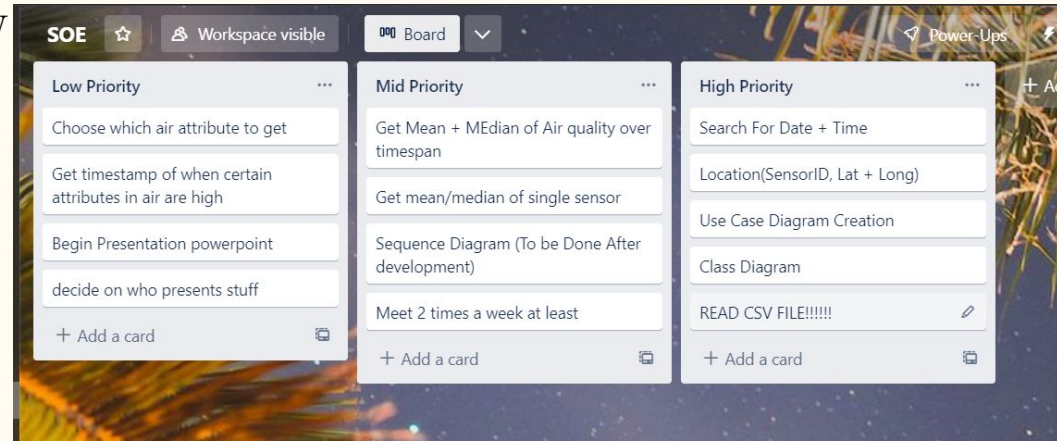 SOE
Workspace visible
Board
Power-Ups
Low Priority
Choose which air attribute to get
Get timestamp of when certain
attributes in air are high
Begin Presentation powerpoint
decide on who presents stuff
+ Add a card
Mid Priority
Get Mean + MEdian of Air quality over
timespan
Get mean/median of single sensor
Sequence Diagram (To be Done After
development)
Meet 2 times a week at least
+ Add a card
High Priority
Search For Date + Time
Location(SensorID, Lat + Long)
Use Case Diagram Creation
Class Diagram
READ CSV FILE!!!!!!
+ Add a card